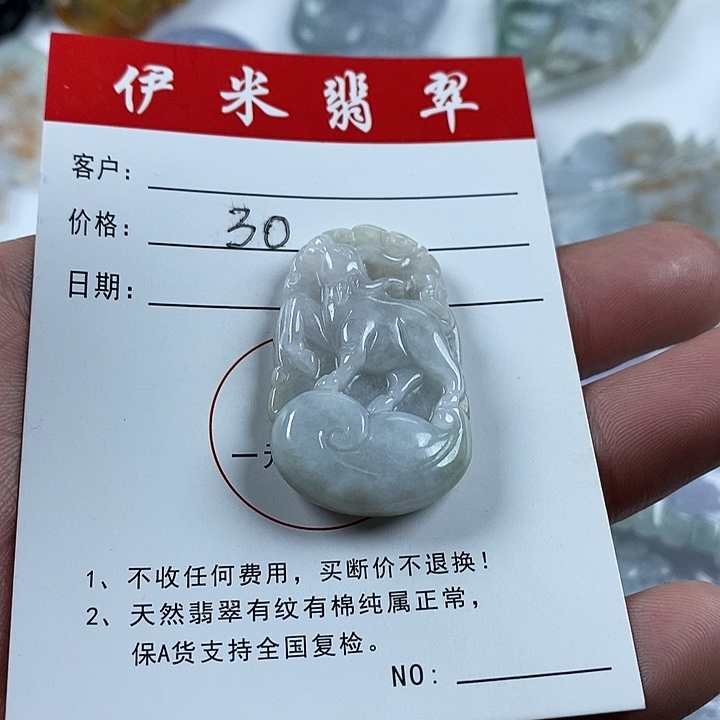 伊米翡翠
客户：
价格： 30
日期：
一
1、不收任何费用，买断价不退换！
2、天然翡翠有纹有棉纯属正常，
保A货支持全国复检。
NO：